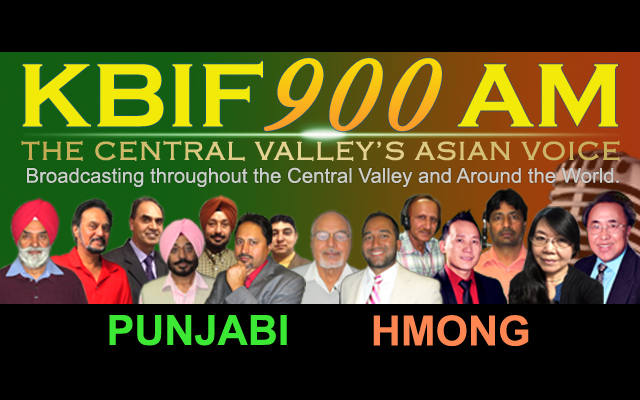 KBIF 900 AM
THE CENTRAL VALLEY'S ASIAN VOICE
Broadcasting throughout the Central Valley and Around the World.
PUNJABI HMONG